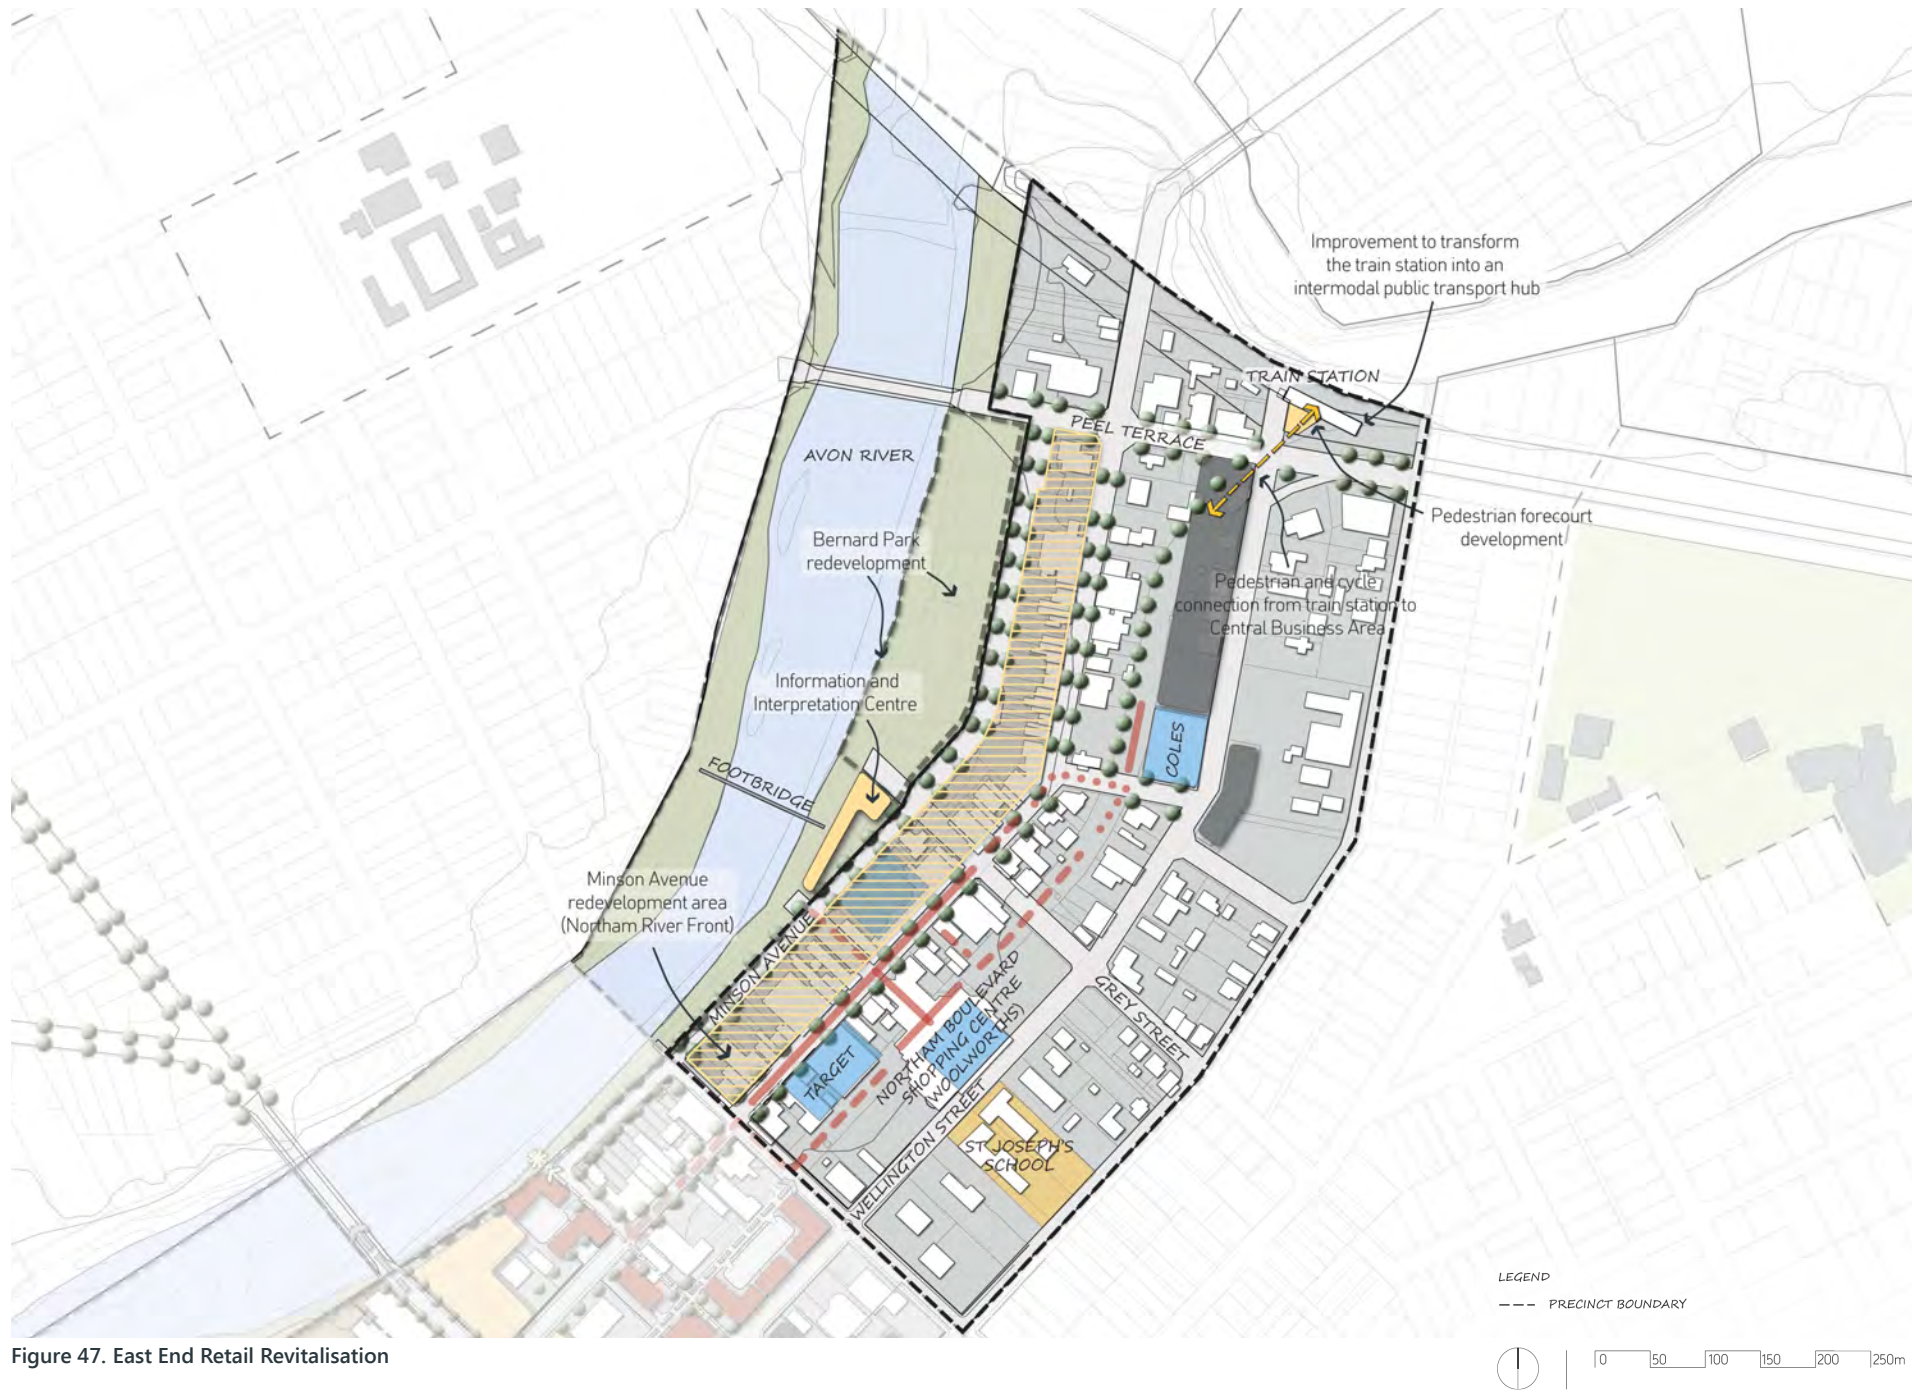 Improvement to transform
the train station into an
intermodal public transport hub
TRAIN STATION
PEEL TERRACE
AVON RIVER
Pedestrian forecourt
development
Bernard Park
redevelopment
Pedestrian and cycle
connection from train station to
Central Business Area
Information and
Interpretation Centre
COLES
FOOTBRIDGE
Minson Avenue
redevelopment area
(Northam River Front)
MINSON AVENUE
GREY STREET
NORTHAM BOULEVARD
SHOPPING CENTRE
(WOOLWORTHS)
TARGET
WELLINGTON STREET
ST JOSEPH'S
SCHOOL
LEGEND
PRECINCT BOUNDARY
Figure 47. East End Retail Revitalisation
0 50 100 150 200 250m